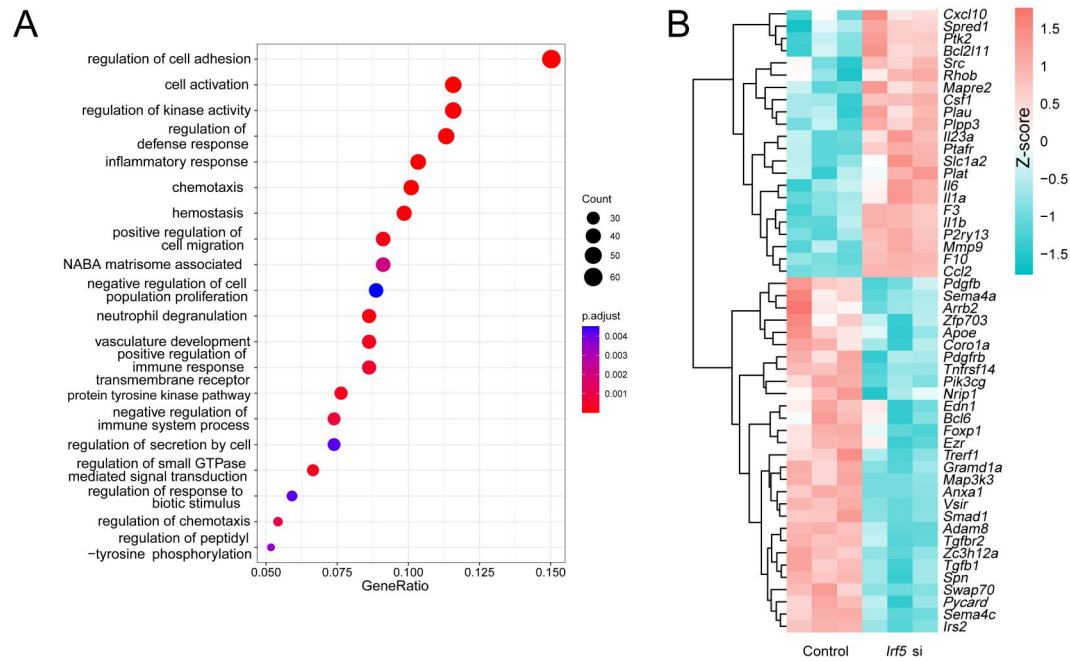 A
regulation of cell adhesion
cell activation
regulation of kinase activity
regulation of
defense response
inflammatory response
chemotaxis
hemostasis
positive regulation of
cell migration
NABA matrisome associated
negative regulation of cell
population proliferation
neutrophil degranulation
vasculature development
positive regulation of
immune response
transmembrane receptor
protein tyrosine kinase pathway
negative regulation of
immune system process
regulation of secretion by cell
regulation of small GTPase
mediated signal transduction
regulation of response to
biotic stimulus
regulation of chemotaxis
regulation of peptidyl
−tyrosine phosphorylation
0.050 0.075 0.100 0.125 0.150
GeneRatio
Count
30
40
50
60
p.adjust
0.004
0.003
0.002
0.001
B
Cxcl10
Spred1
Ptk2
Bcl2l11
Src
Rhob
Mapre2
Csf1
Plau
Plpp3
Il23a
Ptafr
Slc1a2
Plat
Il6
Il1a
F3
Il1b
P2ry13
Mmp9
F10
Ccl2
Pdgfb
Sema4a
Arrb2
Zfp703
Apoe
Coro1a
Pdgfrb
Tnfrsf14
Pik3cg
Nrip1
Edn1
Bcl6
Foxp1
Ezr
Trerf1
Gramd1a
Map3k3
Anxa1
Vsir
Smad1
Adam8
Tgfbr2
Zc3h12a
Tgfb1
Spn
Swap70
Pycard
Sema4c
Irs2
Control Irf5 si
Z-score
1.5
1
0.5
0
−0.5
−1
−1.5